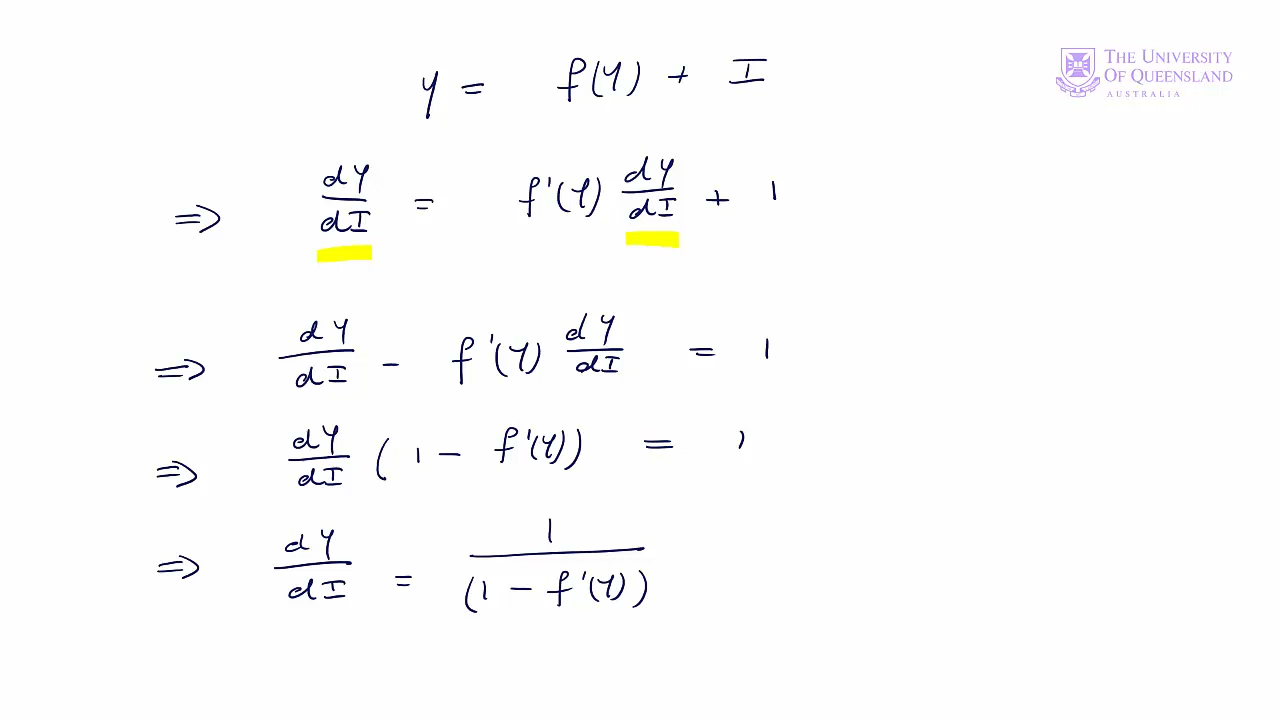 Y = f(Y) + I
THE UNIVERSITY
OF QUEENSLAND
AUSTRALIA
⇒ dY/dI = f'(Y) dY/dI + 1
⇒ dY/dI - f'(Y) dY/dI = 1
⇒ dY/dI (1 - f'(Y)) = 1
⇒ dY/dI = 1/(1 - f'(Y))